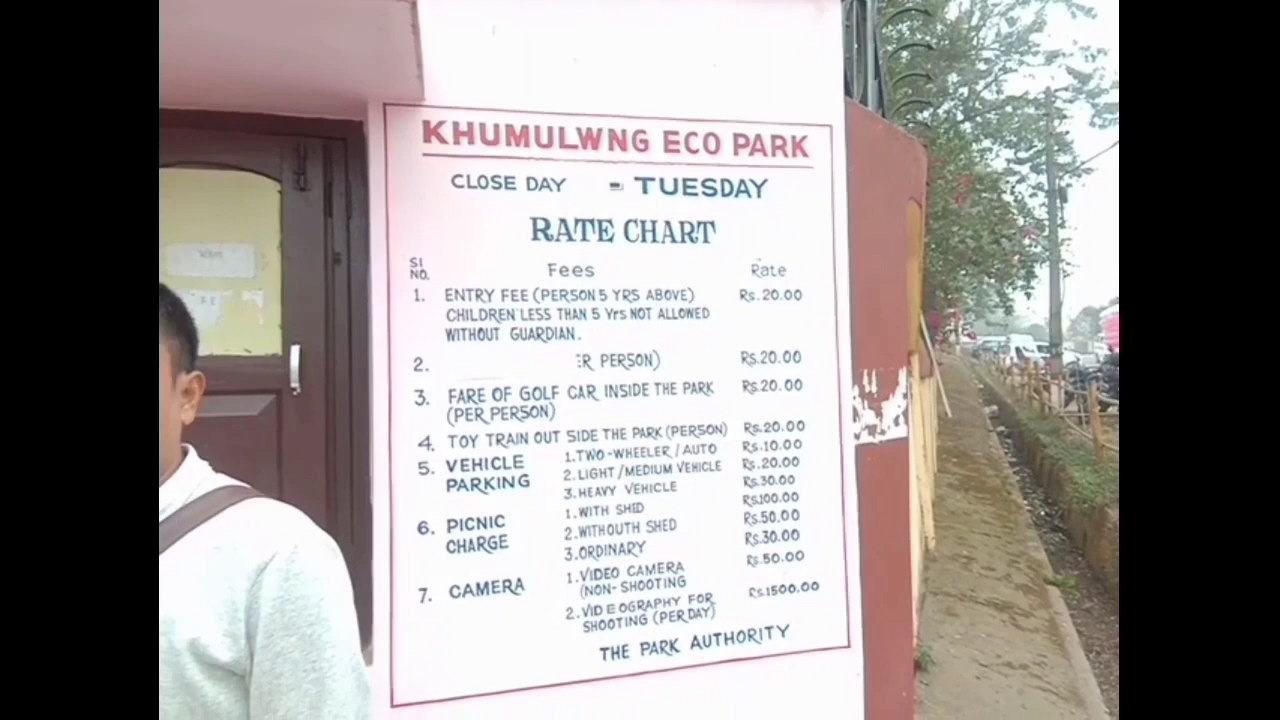 KHUMULWNG ECO PARK
CLOSE DAY - TUESDAY
RATE CHART
SI NO. Fees Rate
1. ENTRY FEE (PERSON 5 YRS ABOVE) Rs.20.00
CHILDREN LESS THAN 5 Yrs NOT ALLOWED
WITHOUT GUARDIAN.
2. ER PERSON) Rs.20.00
3. FARE OF GOLF CAR INSIDE THE PARK Rs.20.00
(PER PERSON)
4. TOY TRAIN OUT SIDE THE PARK (PERSON) Rs.20.00
5. VEHICLE PARKING 1. TWO-WHEELER / AUTO Rs.10.00
2. LIGHT / MEDIUM VEHICLE Rs.20.00
3. HEAVY VEHICLE Rs.30.00
6. PICNIC CHARGE 1. WITH SHED Rs.100.00
2. WITHOUTH SHED Rs.50.00
3. ORDINARY Rs.30.00
7. CAMERA 1. VIDEO CAMERA Rs.50.00
(NON-SHOOTING
2. VIDEOGRAPHY FOR Rs.1500.00
SHOOTING (PER DAY)
THE PARK AUTHORITY